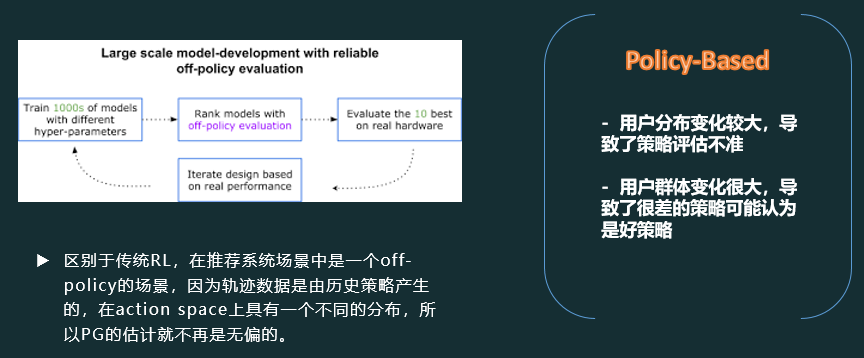 Large scale model-development with reliable
off-policy evaluation
Train 1000s of models
with different
hyper-parameters
Rank models with
off-policy evaluation
Evaluate the 10 best
on real hardware
Iterate design based
on real performance
▶ 区别于传统RL，在推荐系统场景中是一个off-
policy的场景，因为轨迹数据是由历史策略产生
的，在action space上具有一个不同的分布，所
以PG的估计就不再是无偏的。
Policy-Based
- 用户分布变化较大，导
致了策略评估不准
- 用户群体变化很大，导
致了很差的策略可能认为
是好策略